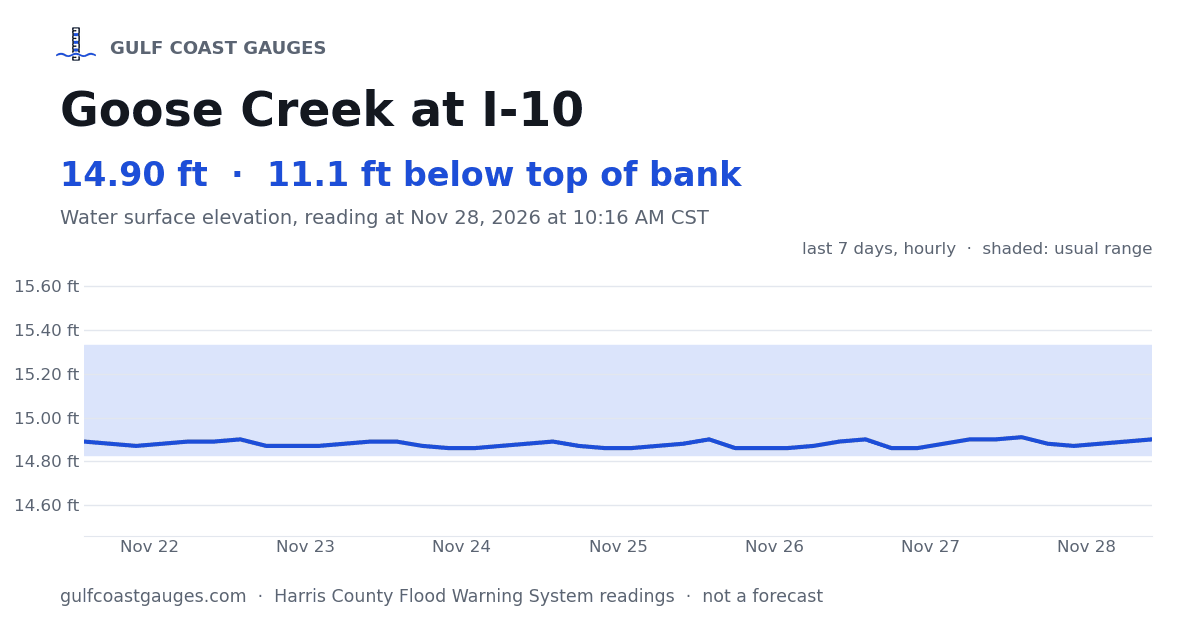 GULF COAST GAUGES
Goose Creek at I-10
14.90 ft · 11.1 ft below top of bank
Water surface elevation, reading at Nov 28, 2026 at 10:16 AM CST
last 7 days, hourly · shaded: usual range
15.60 ft
15.40 ft
15.20 ft
15.00 ft
14.80 ft
14.60 ft
Nov 22 Nov 23 Nov 24 Nov 25 Nov 26 Nov 27 Nov 28
gulfcoastgauges.com · Harris County Flood Warning System readings · not a forecast